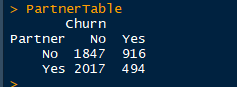 > PartnerTable
Churn
Partner No Yes
No 1847 916
Yes 2017 494
>